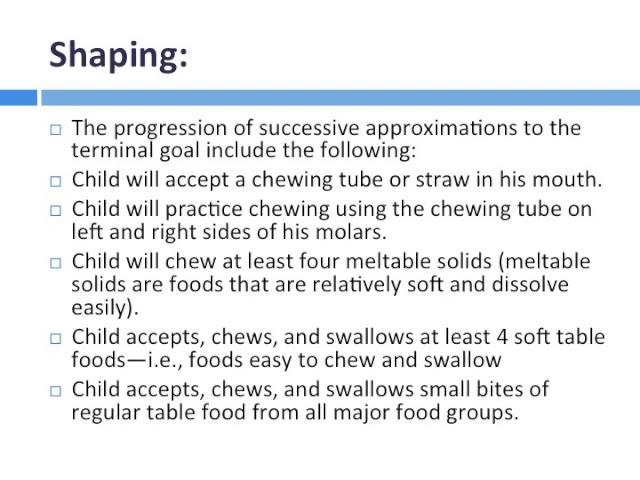 Shaping:
□ The progression of successive approximations to the
terminal goal include the following:
□ Child will accept a chewing tube or straw in his mouth.
□ Child will practice chewing using the chewing tube on
left and right sides of his molars.
□ Child will chew at least four meltable solids (meltable
solids are foods that are relatively soft and dissolve
easily).
□ Child accepts, chews, and swallows at least 4 soft table
foods—i.e., foods easy to chew and swallow
□ Child accepts, chews, and swallows small bites of
regular table food from all major food groups.